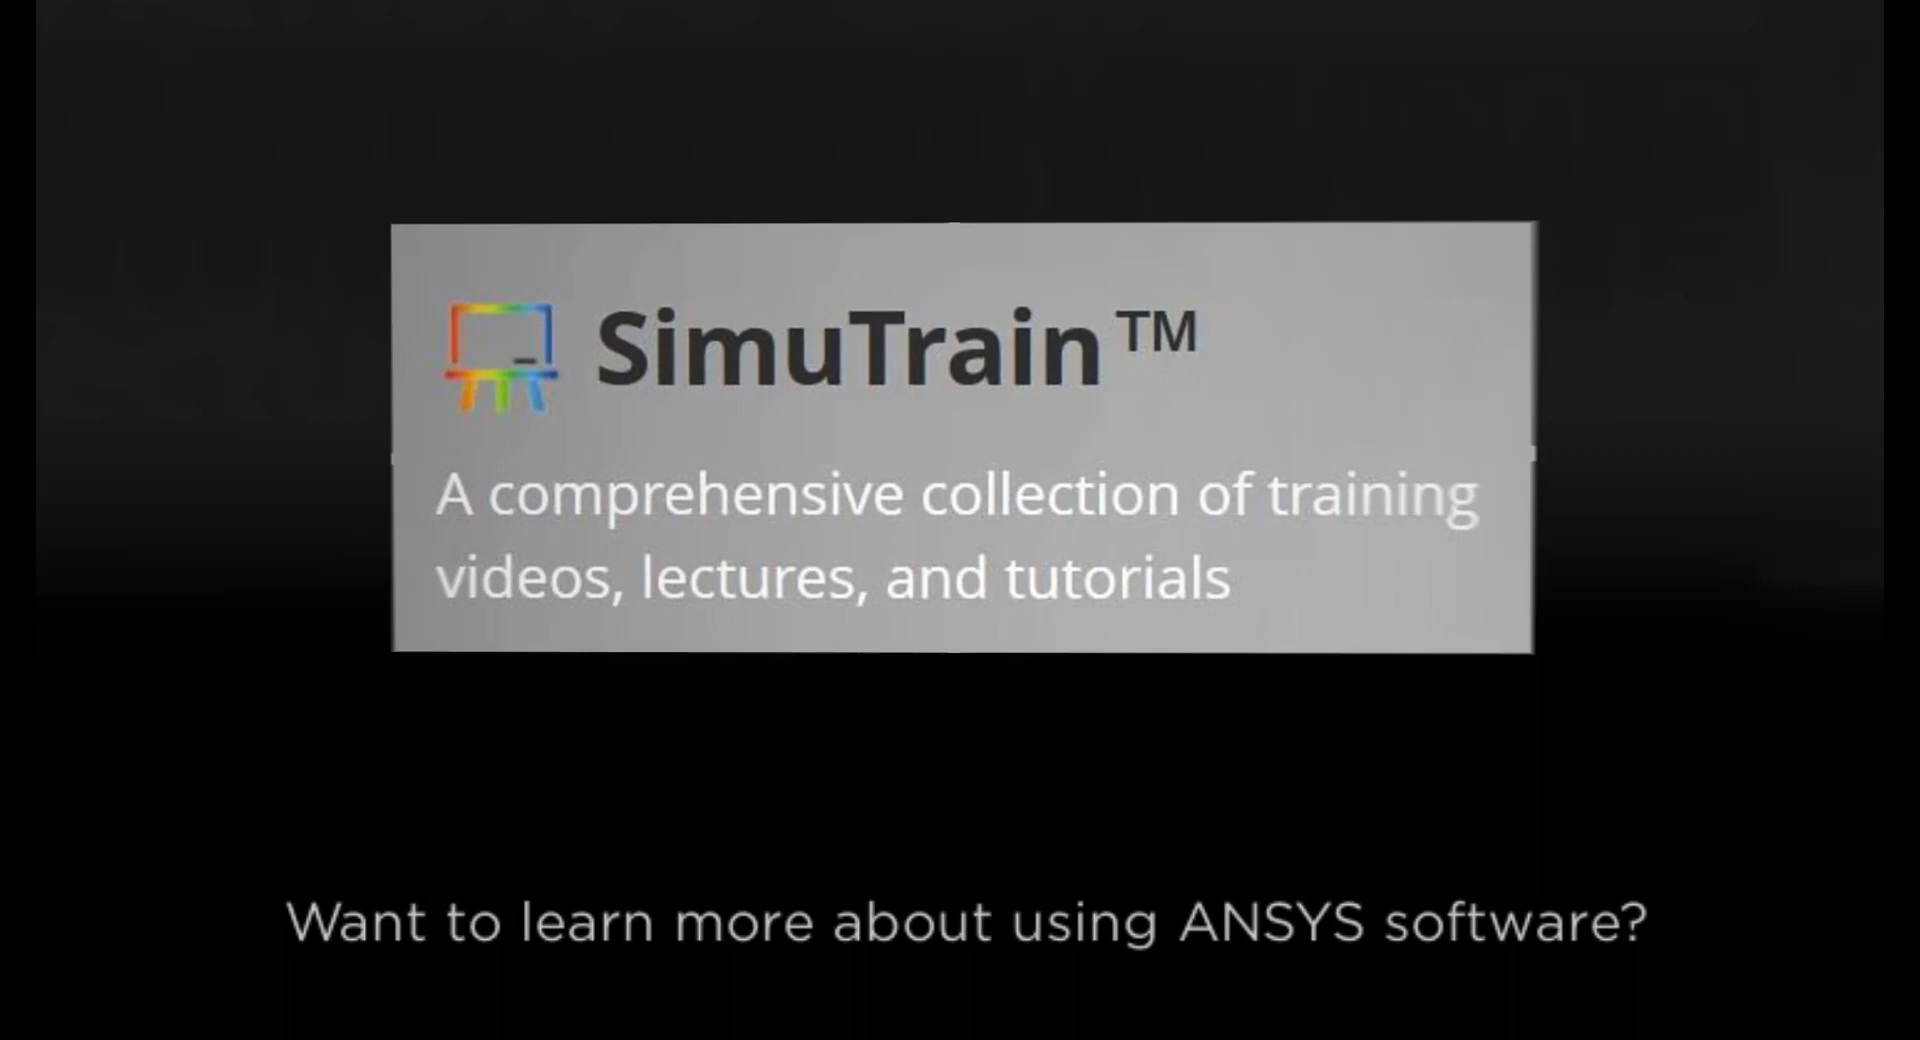 SimuTrain™
A comprehensive collection of training
videos, lectures, and tutorials
Want to learn more about using ANSYS software?